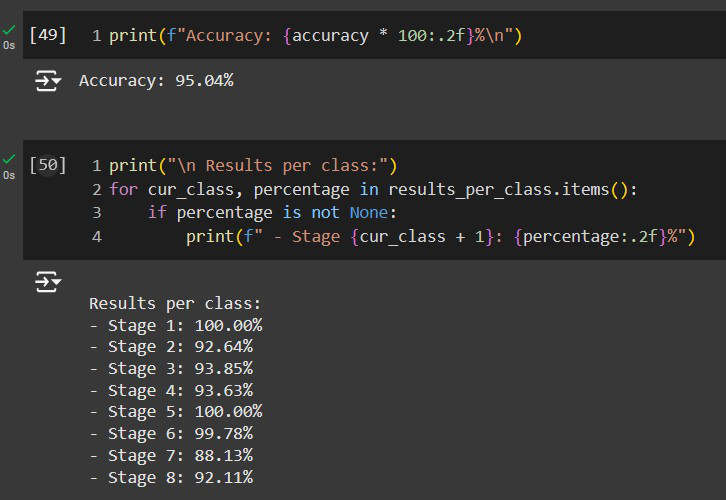 [49] 1 print(f"Accuracy: {accuracy * 100:.2f}%\n")
0s
Accuracy: 95.04%
[50] 1 print("\n Results per class:")
0s
2 for cur_class, percentage in results_per_class.items():
3     if percentage is not None:
4         print(f" - Stage {cur_class + 1}: {percentage:.2f}%")
Results per class:
- Stage 1: 100.00%
- Stage 2: 92.64%
- Stage 3: 93.85%
- Stage 4: 93.63%
- Stage 5: 100.00%
- Stage 6: 99.78%
- Stage 7: 88.13%
- Stage 8: 92.11%